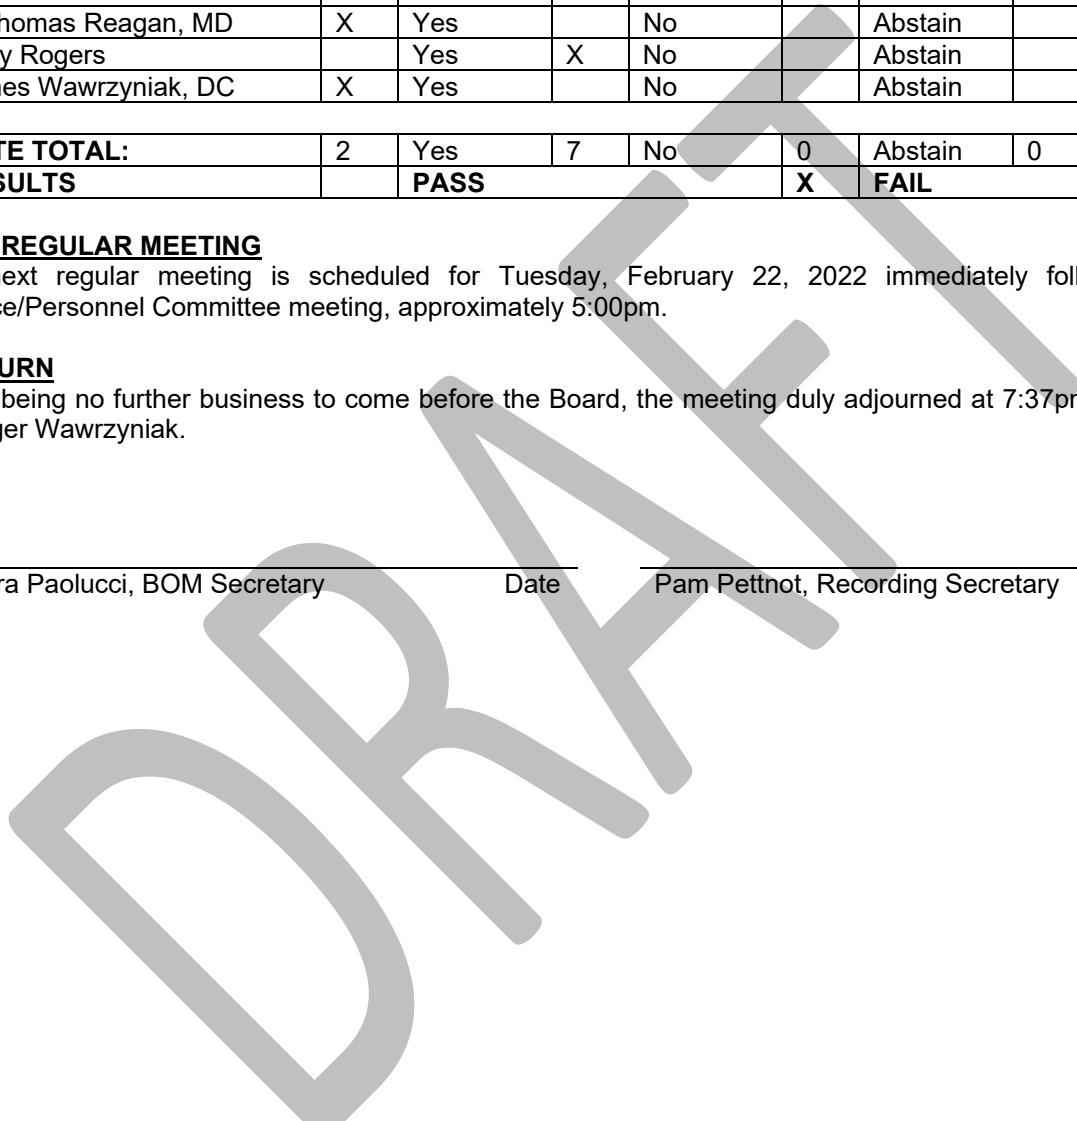 homas Reagan, MD X Yes No Abstain
y Rogers Yes X No Abstain
nes Wawrzyniak, DC X Yes No Abstain
TE TOTAL: 2 Yes 7 No 0 Abstain 0
SULTS PASS X FAIL
REGULAR MEETING
next regular meeting is scheduled for Tuesday, February 22, 2022 immediately foll
ce/Personnel Committee meeting, approximately 5:00pm.
URN
being no further business to come before the Board, the meeting duly adjourned at 7:37pm
ger Wawrzyniak.
ra Paolucci, BOM Secretary Date Pam Pettnot, Recording Secretary
DRAFT